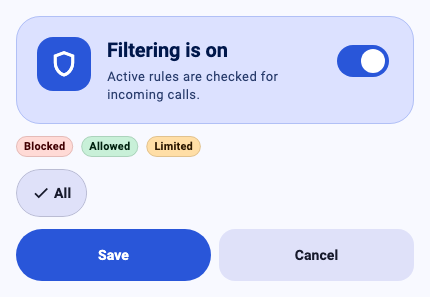 Filtering is on
Active rules are checked for
incoming calls.
Blocked Allowed Limited
All
Save Cancel